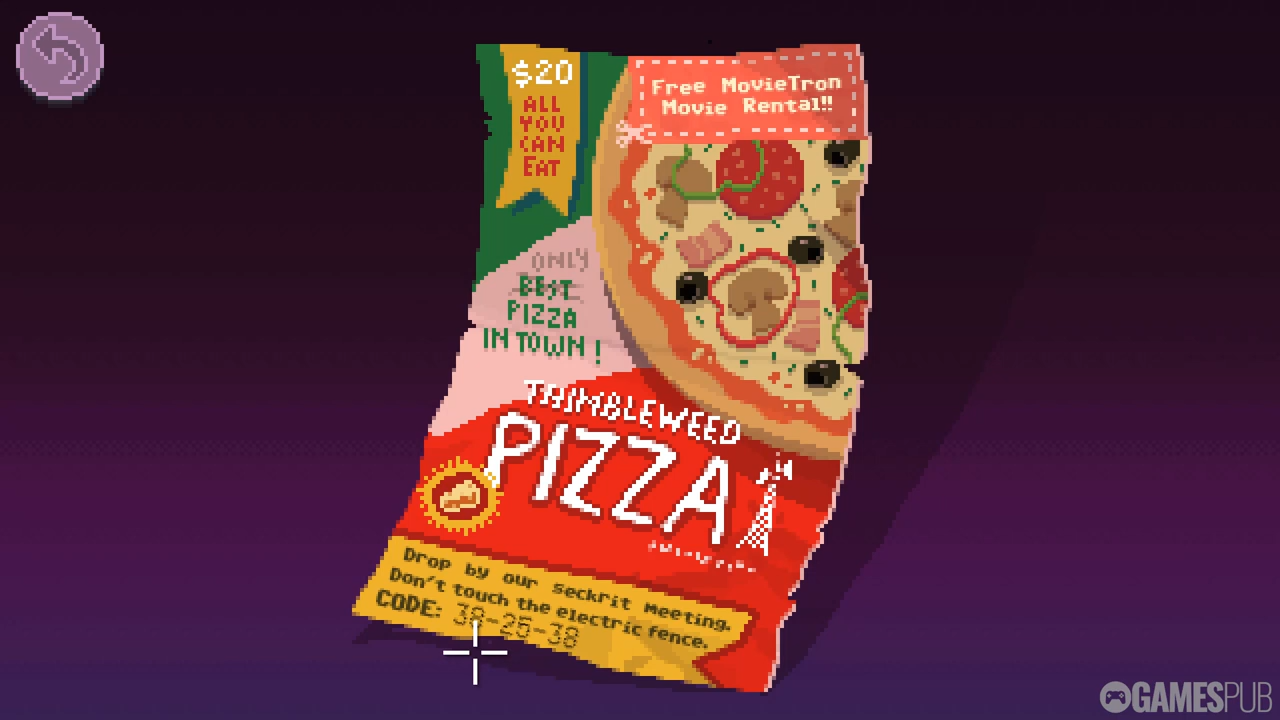 $20
ALL
YOU
CAN
EAT
Free MovieTron
Movie Rental!!
ONLY
BEST
PIZZA
IN TOWN !
THIMBLEWEED
PIZZA
Drop by our seckrit meeting.
Don't touch the electric fence.
CODE: 38-25-38
GAMESPUB